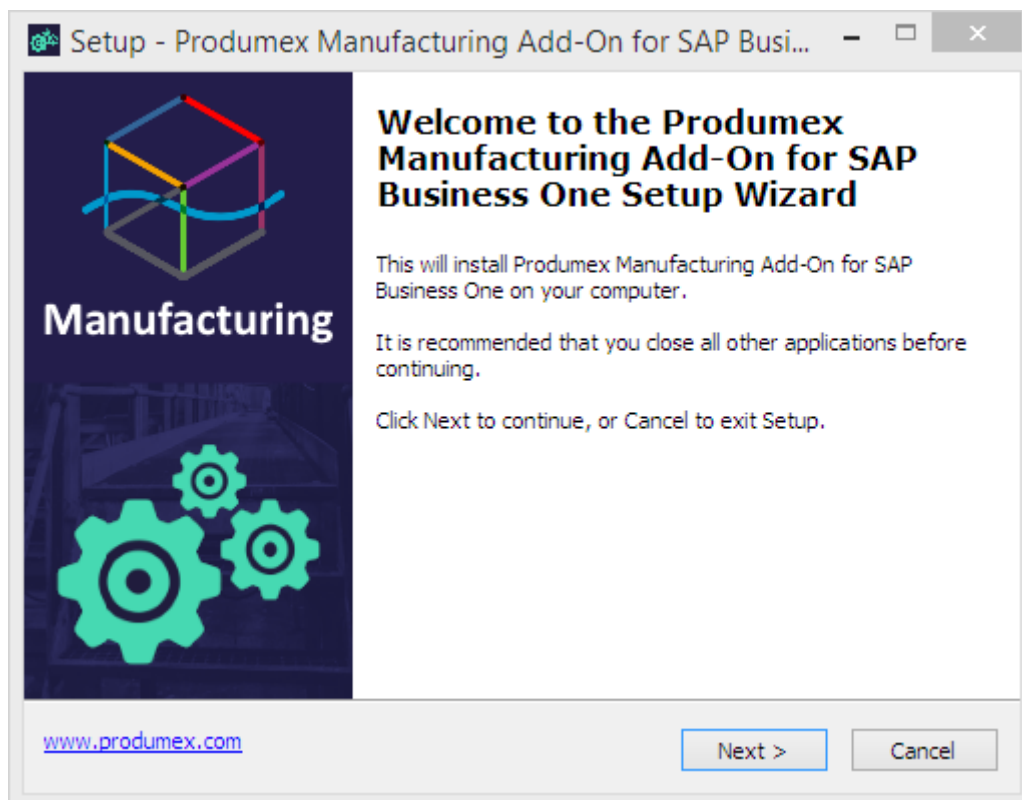 Setup - Produmex Manufacturing Add-On for SAP Busi...
Manufacturing
Welcome to the Produmex
Manufacturing Add-On for SAP
Business One Setup Wizard
This will install Produmex Manufacturing Add-On for SAP
Business One on your computer.
It is recommended that you close all other applications before
continuing.
Click Next to continue, or Cancel to exit Setup.
www.produmex.com
Next >
Cancel